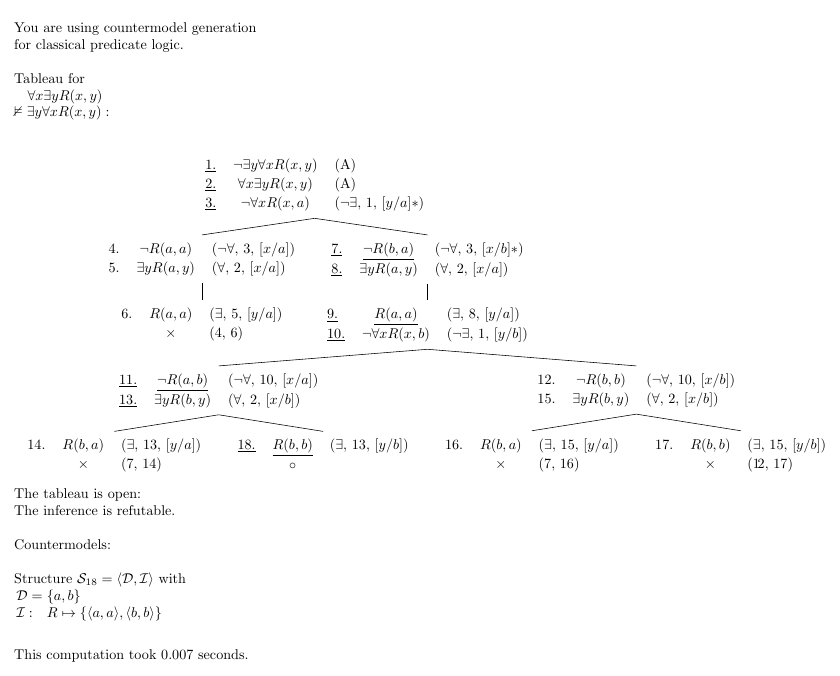 You are using countermodel generation
for classical predicate logic.
Tableau for
∀x∃yR(x, y)
⊭ ∃y∀xR(x, y) :
1. ¬∃y∀xR(x, y) (A)
2. ∀x∃yR(x, y) (A)
3. ¬∀xR(x, a) (¬∃, 1, [y/a]*)
4. ¬R(a, a) (¬∀, 3, [x/a]) 7. ¬R(b, a) (¬∀, 3, [x/b]*)
5. ∃yR(a, y) (∀, 2, [x/a]) 8. ∃yR(a, y) (∀, 2, [x/a])
6. R(a, a) (∃, 5, [y/a]) 9. R(a, a) (∃, 8, [y/a])
× (4, 6) 10. ¬∀xR(x, b) (¬∃, 1, [y/b])
11. ¬R(a, b) (¬∀, 10, [x/a]) 12. ¬R(b, b) (¬∀, 10, [x/b])
13. ∃yR(b, y) (∀, 2, [x/b]) 15. ∃yR(b, y) (∀, 2, [x/b])
14. R(b, a) (∃, 13, [y/a]) 18. R(b, b) (∃, 13, [y/b]) 16. R(b, a) (∃, 15, [y/a]) 17. R(b, b) (∃, 15, [y/b])
× (7, 14) ∘ × (7, 16) × (12, 17)
The tableau is open:
The inference is refutable.
Countermodels:
Structure 𝒮₁₈ = ⟨𝒟, ℐ⟩ with
𝒟 = {a, b}
ℐ : R ↦ {⟨a, a⟩, ⟨b, b⟩}
This computation took 0.007 seconds.